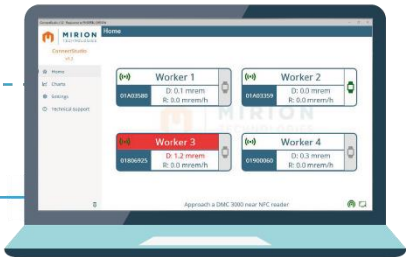 MIRION
TECHNOLOGIES
Home
ConnectStudio
Home
Charts
Settings
Technical Support
Worker 1
01A03580
D: 0.1 mrem
R: 0.0 mrem/h
Worker 2
01A03359
D: 0.0 mrem
R: 0.0 mrem/h
MIRION
TECHNOLOGIES
Worker 3
01806925
D: 1.2 mrem
R: 0.0 mrem/h
Worker 4
01900060
D: 0.3 mrem
R: 0.0 mrem/h
Approach a DMC 3000 near NFC reader